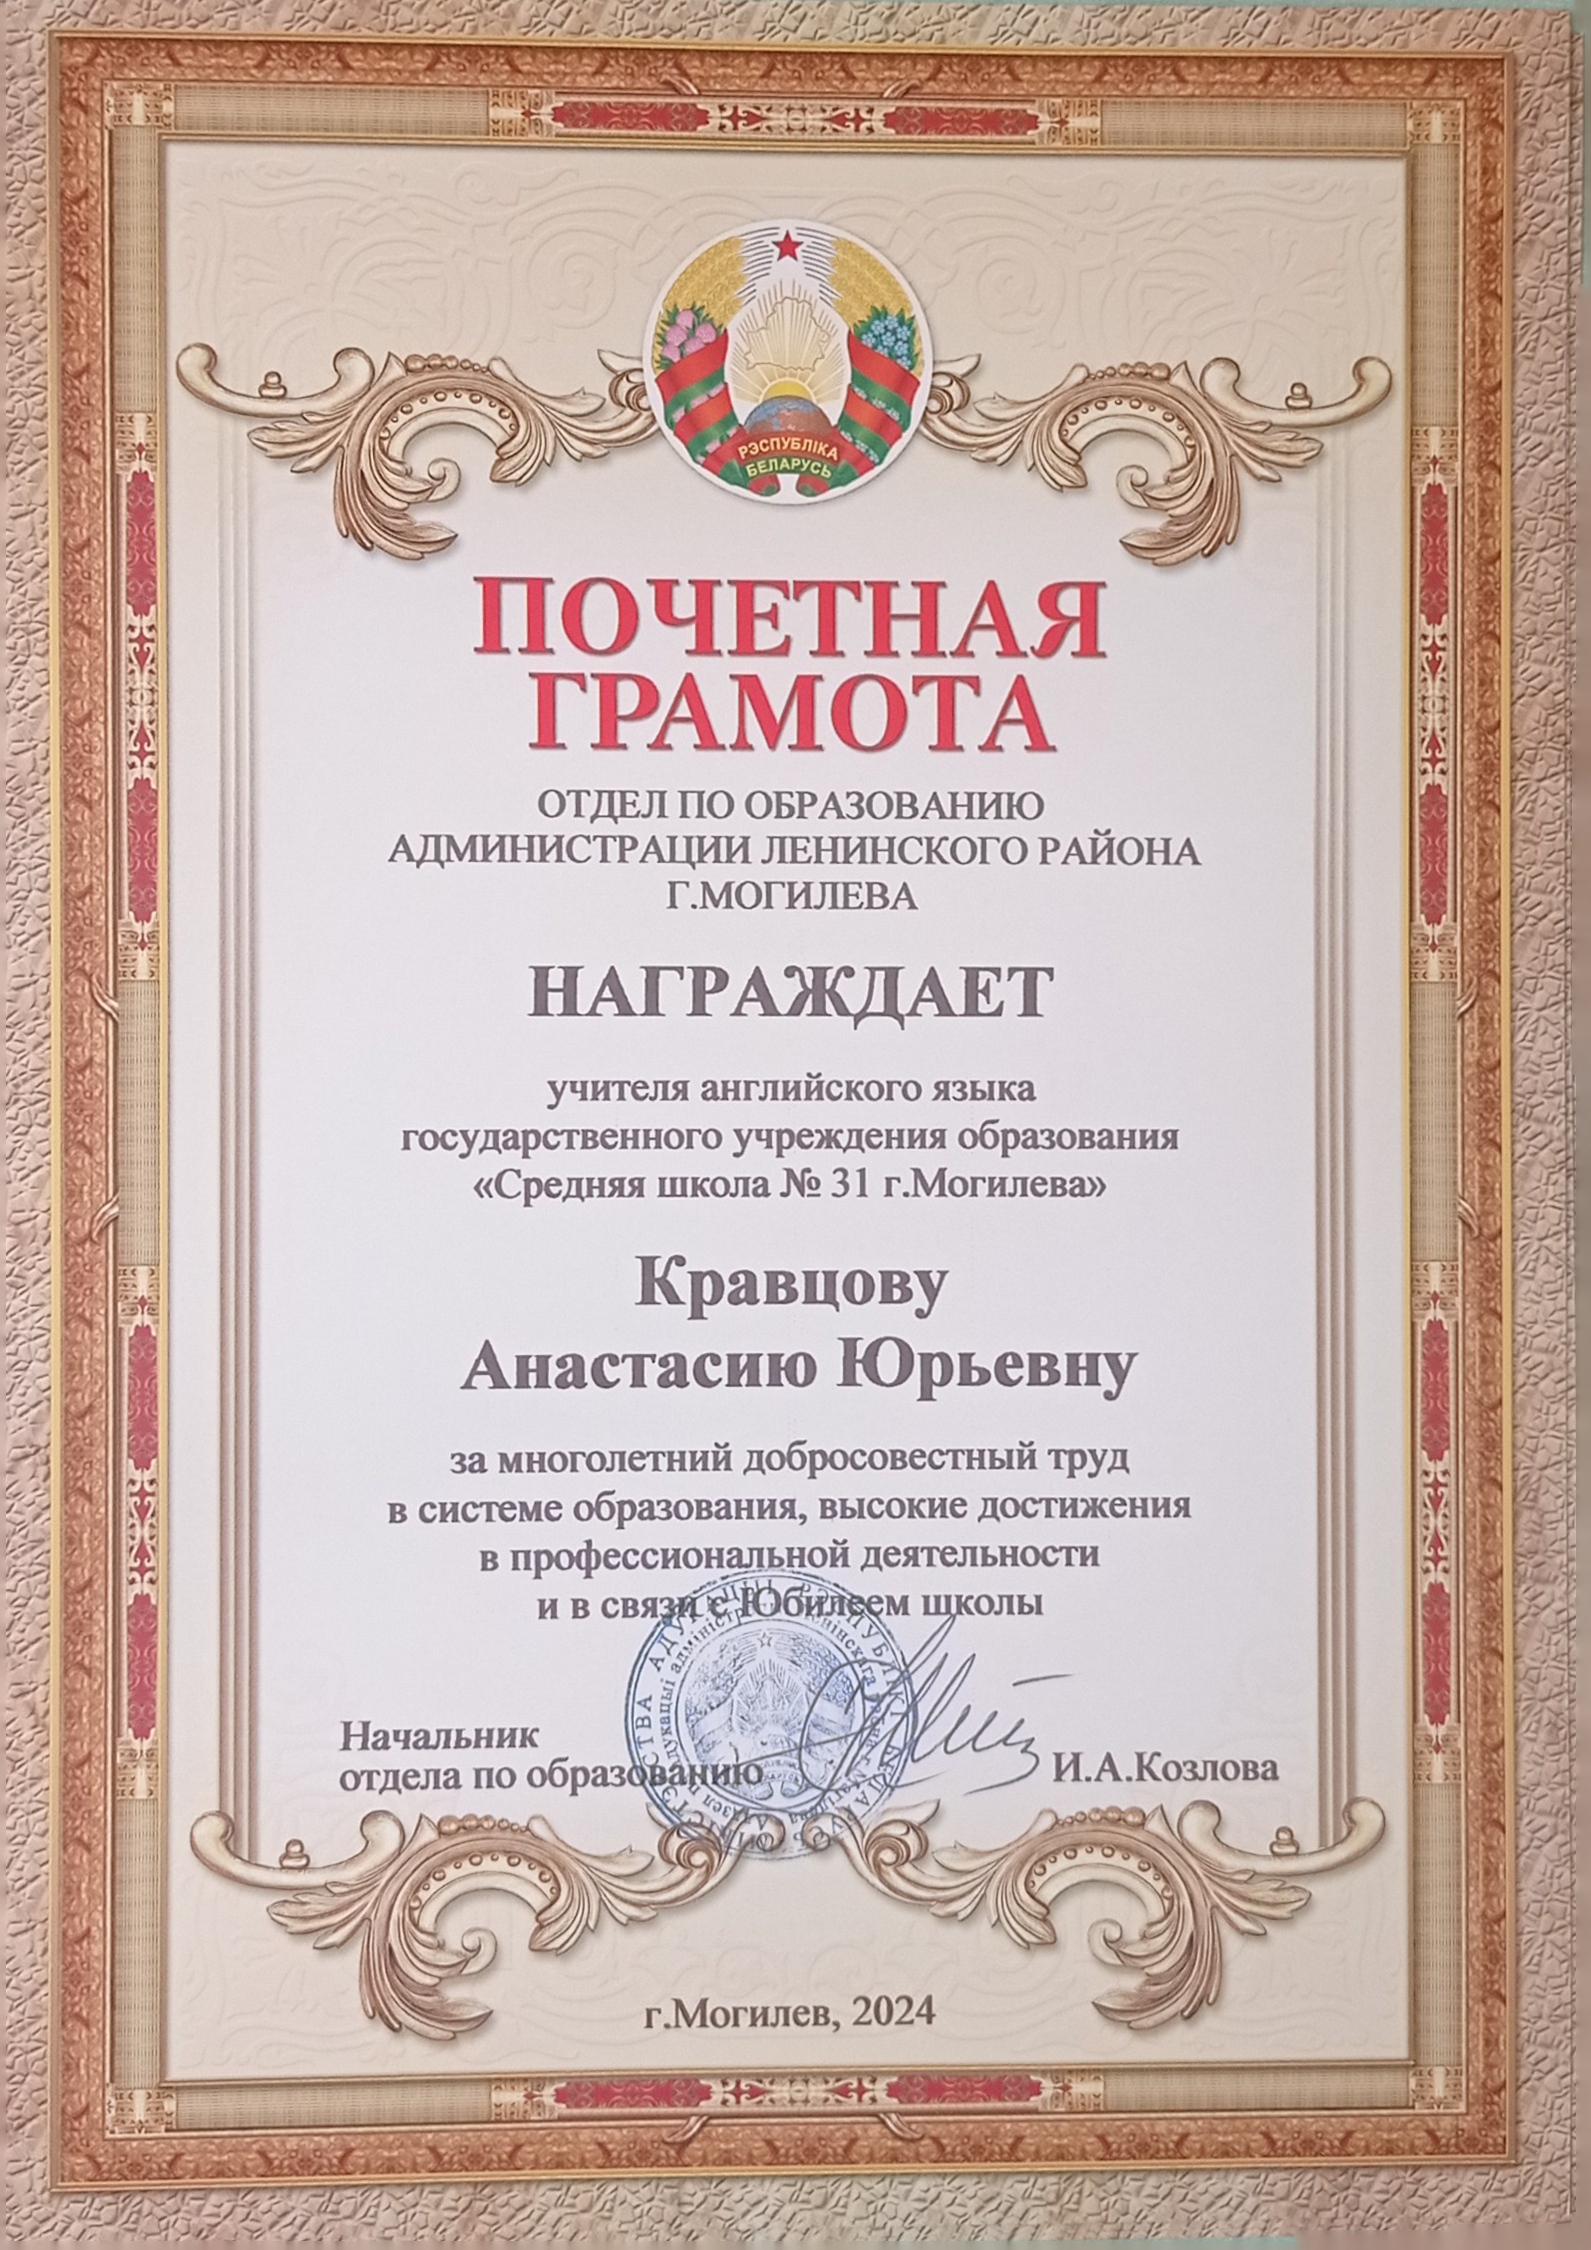 РЭСПУБЛІКА
БЕЛАРУСЬ
ПОЧЕТНАЯ
ГРАМОТА
ОТДЕЛ ПО ОБРАЗОВАНИЮ
АДМИНИСТРАЦИИ ЛЕНИНСКОГО РАЙОНА
Г.МОГИЛЕВА
НАГРАЖДАЕТ
учителя английского языка
государственного учреждения образования
«Средняя школа № 31 г.Могилева»
Кравцову
Анастасию Юрьевну
за многолетний добросовестный труд
в системе образования, высокие достижения
в профессиональной деятельности
и в связи с Юбилеем школы
Начальник
отдела по образованию
И.А.Козлова
г.Могилев, 2024